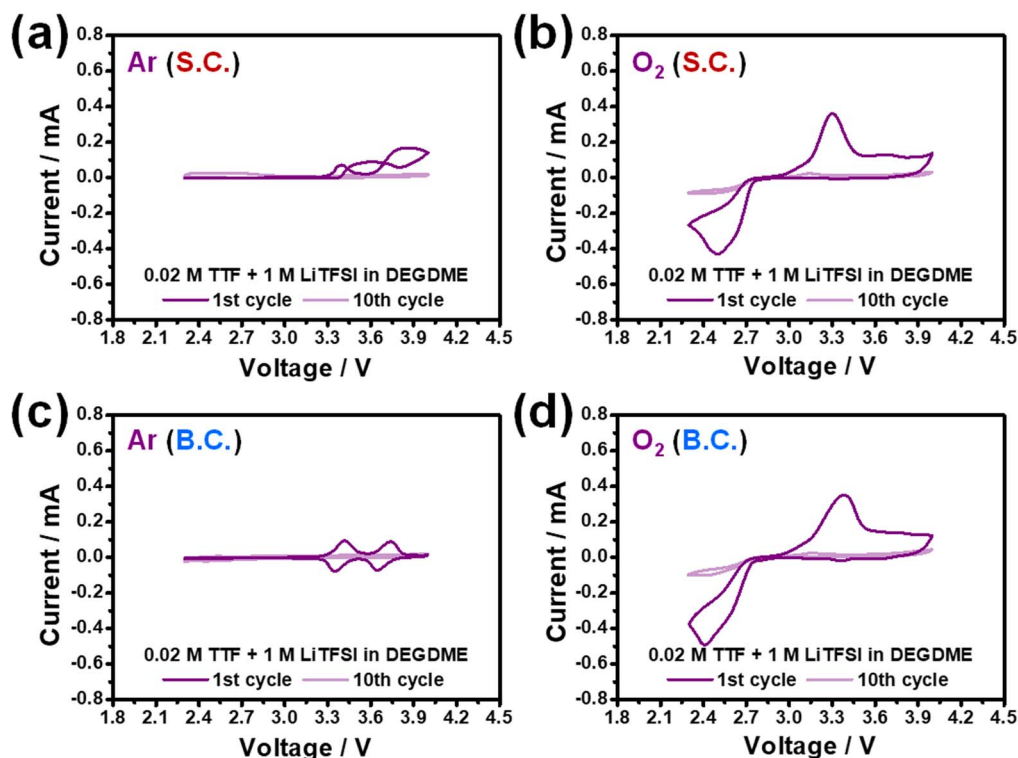 (a)
Ar (S.C.)
0.8
0.6
0.4
0.2
0.0
-0.2
-0.4
-0.6
-0.8
Current / mA
0.02 M TTF + 1 M LiTFSI in DEGDME
1st cycle 10th cycle
1.8 2.1 2.4 2.7 3.0 3.3 3.6 3.9 4.2 4.5
Voltage / V
(b)
O₂ (S.C.)
0.8
0.6
0.4
0.2
0.0
-0.2
-0.4
-0.6
-0.8
Current / mA
0.02 M TTF + 1 M LiTFSI in DEGDME
1st cycle 10th cycle
1.8 2.1 2.4 2.7 3.0 3.3 3.6 3.9 4.2 4.5
Voltage / V
(c)
Ar (B.C.)
0.8
0.6
0.4
0.2
0.0
-0.2
-0.4
-0.6
-0.8
Current / mA
0.02 M TTF + 1 M LiTFSI in DEGDME
1st cycle 10th cycle
1.8 2.1 2.4 2.7 3.0 3.3 3.6 3.9 4.2 4.5
Voltage / V
(d)
O₂ (B.C.)
0.8
0.6
0.4
0.2
0.0
-0.2
-0.4
-0.6
-0.8
Current / mA
0.02 M TTF + 1 M LiTFSI in DEGDME
1st cycle 10th cycle
1.8 2.1 2.4 2.7 3.0 3.3 3.6 3.9 4.2 4.5
Voltage / V